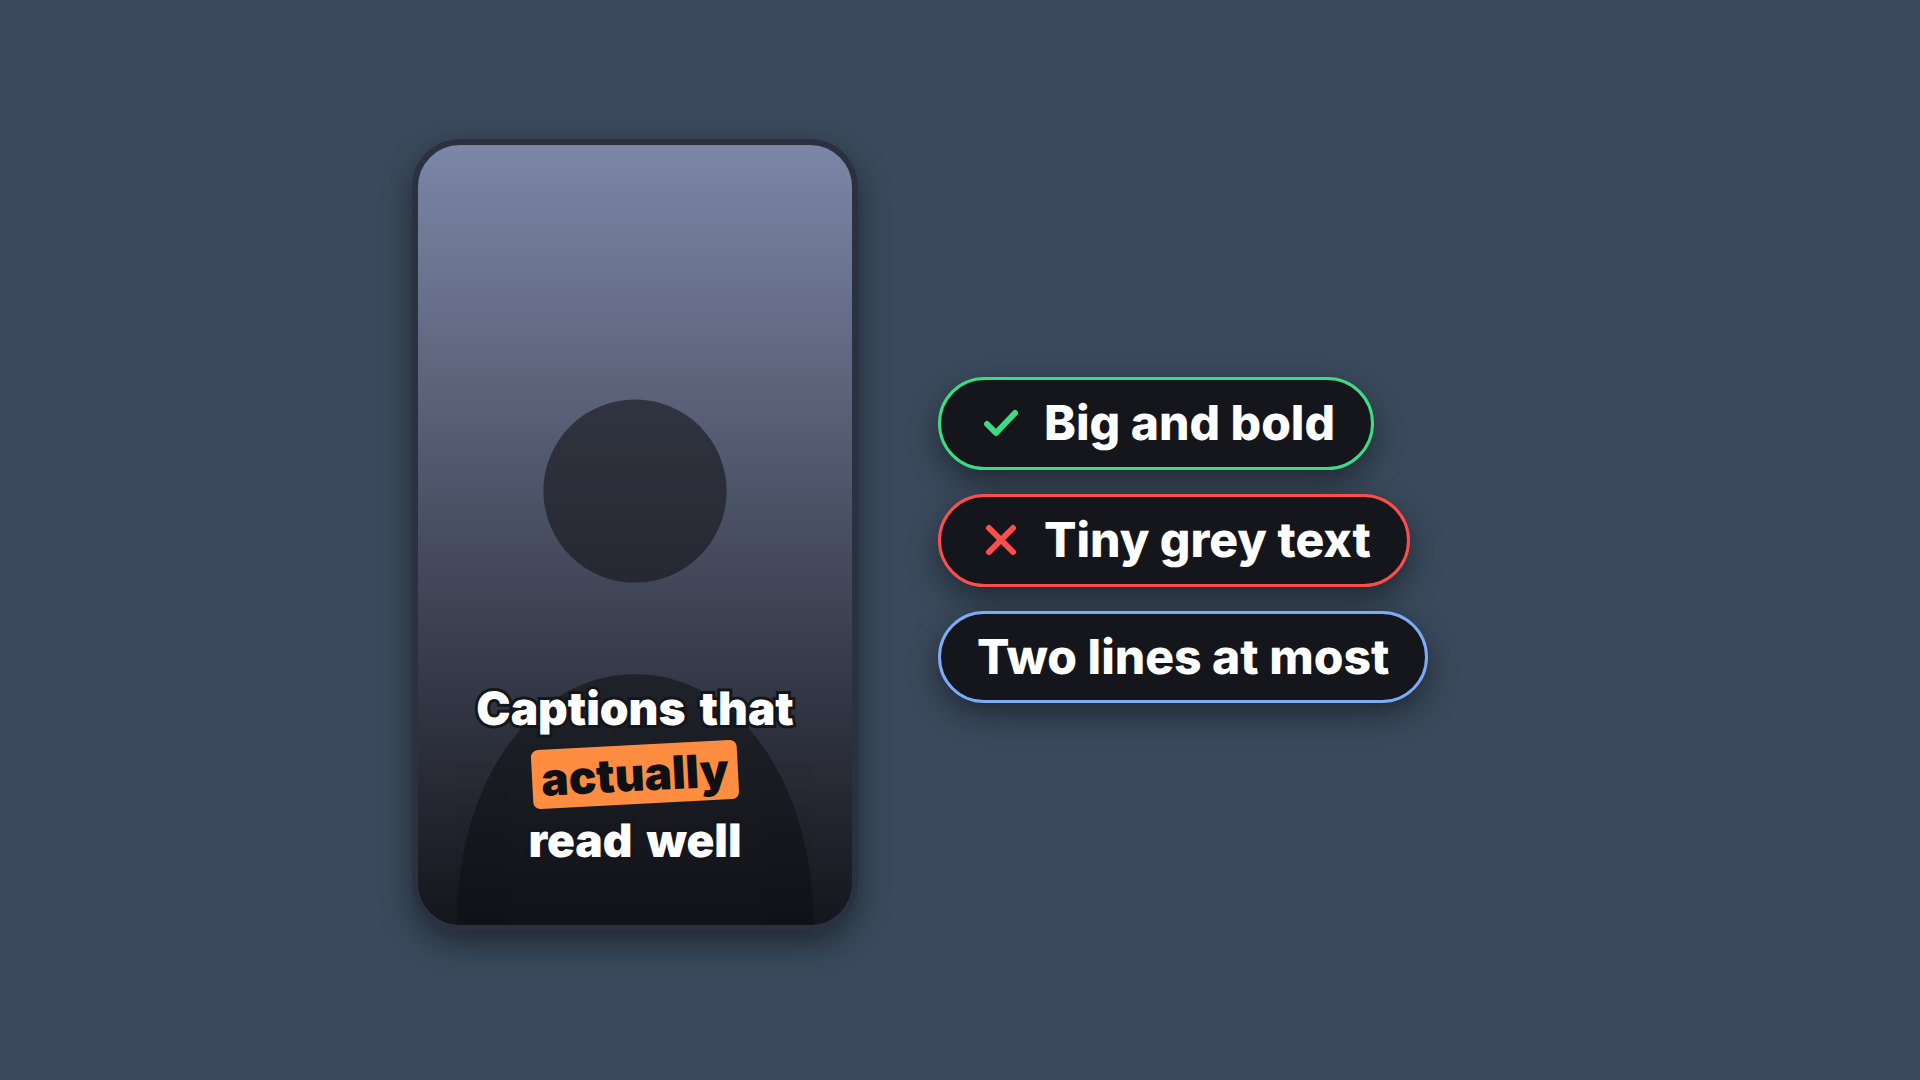 Captions that
actually
read well
Big and bold
Tiny grey text
Two lines at most